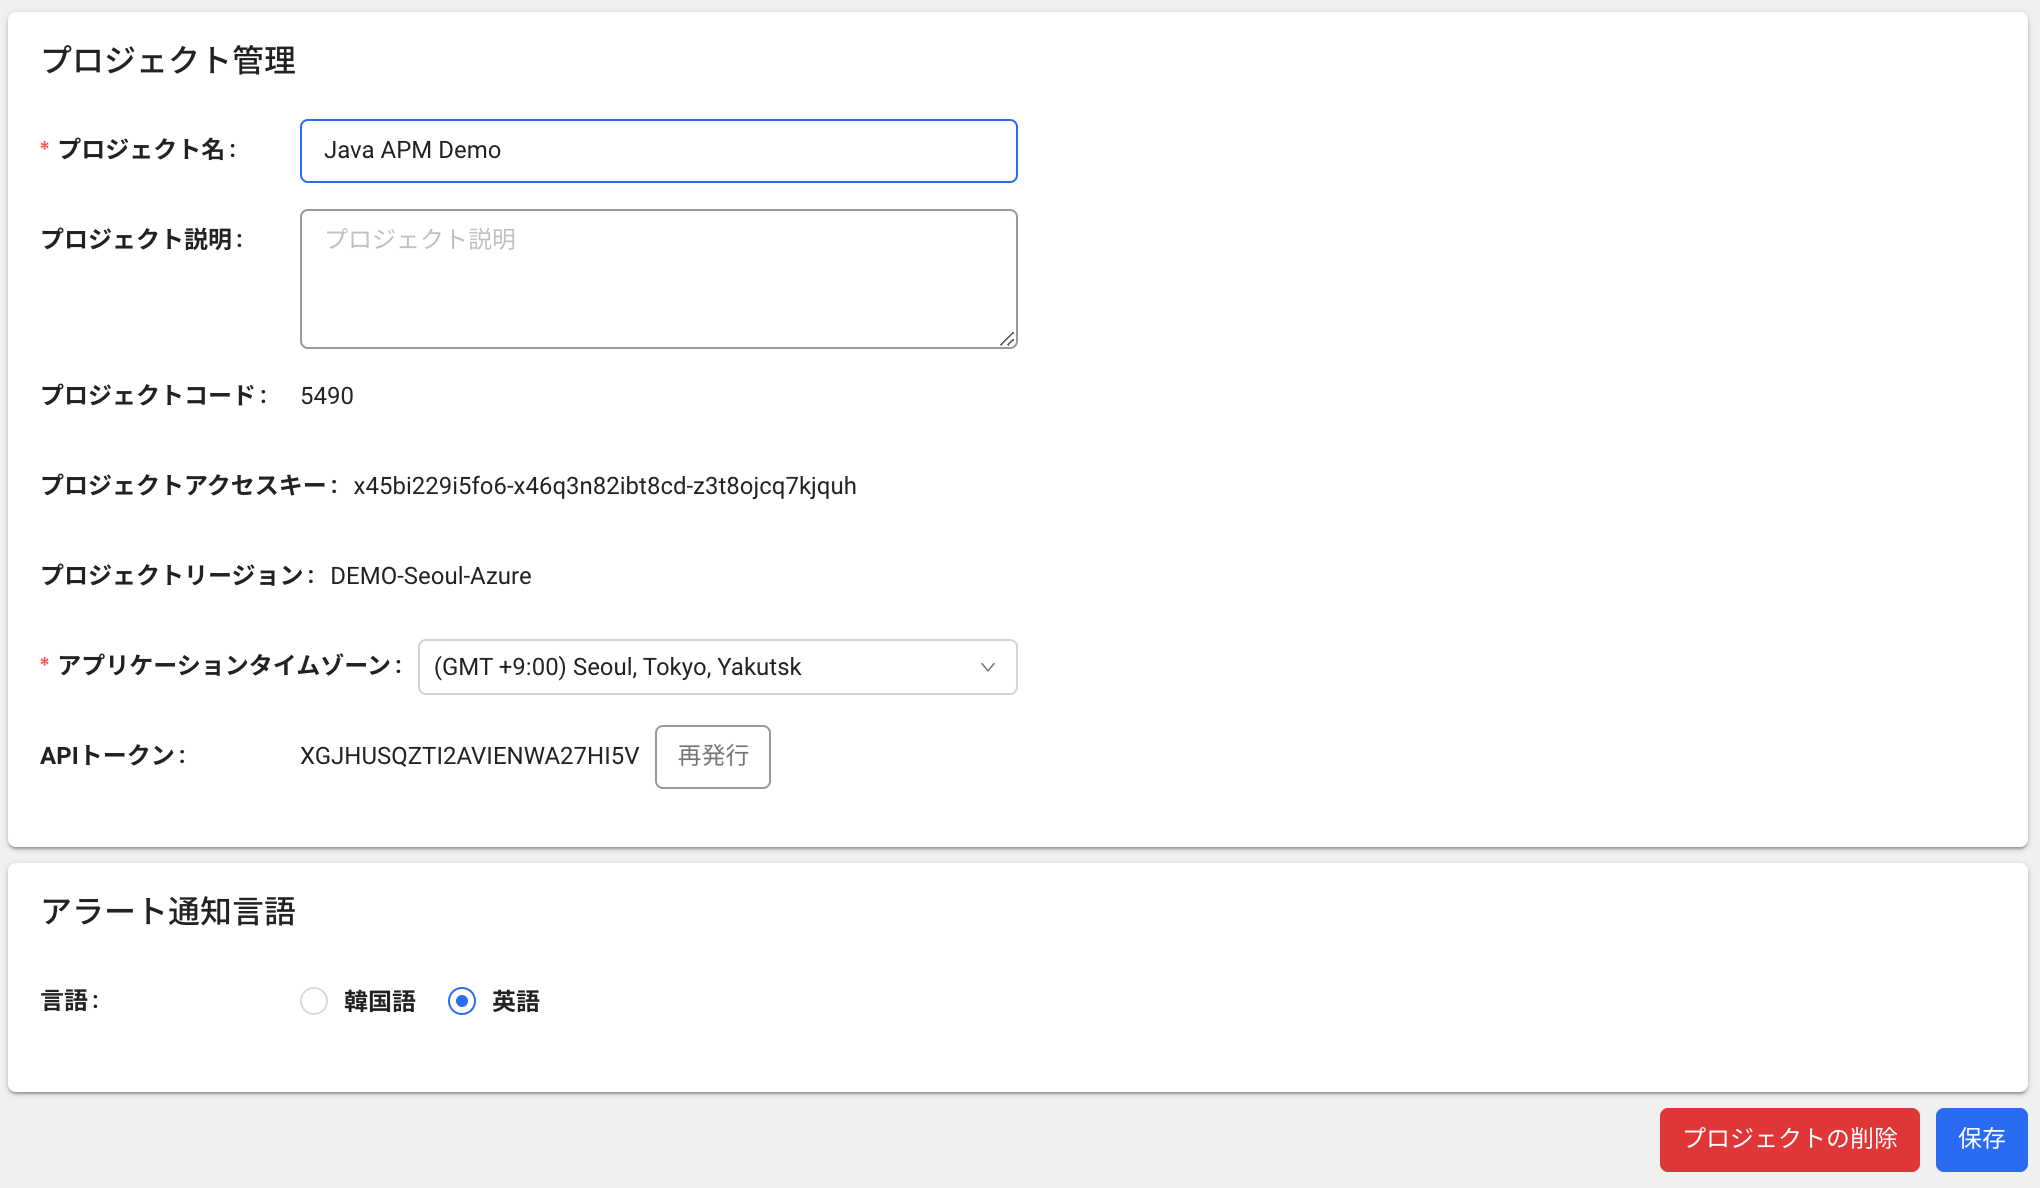 プロジェクト管理
* プロジェクト名 : Java APM Demo
プロジェクト説明 : プロジェクト説明
プロジェクトコード : 5490
プロジェクトアクセスキー : x45bi229i5fo6-x46q3n82ibt8cd-z3t8ojcq7kjquh
プロジェクトリージョン : DEMO-Seoul-Azure
* アプリケーションタイムゾーン : (GMT +9:00) Seoul, Tokyo, Yakutsk
APIトークン : XGJHUSQZTI2AVIENWA27HI5V 再発行
アラート通知言語
言語 : 韓国語 英語
プロジェクトの削除 保存